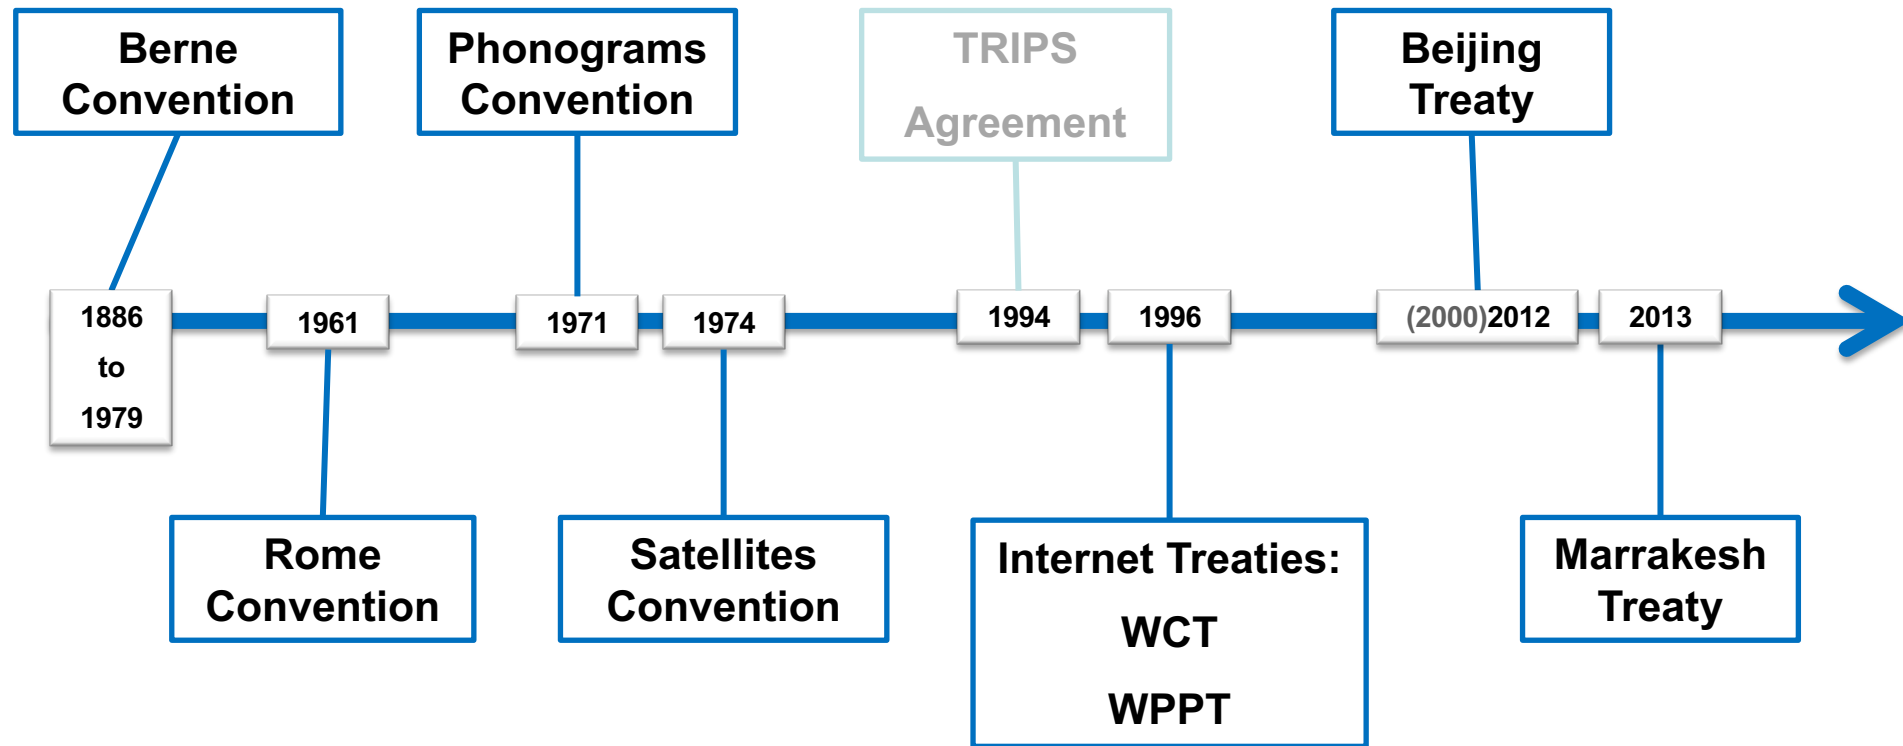 Berne
Convention
Phonograms
Convention
TRIPS
Agreement
Beijing
Treaty
1886
to
1979
1961
1971
1974
1994
1996
(2000)2012
2013
Rome
Convention
Satellites
Convention
Internet Treaties:
WCT
WPPT
Marrakesh
Treaty